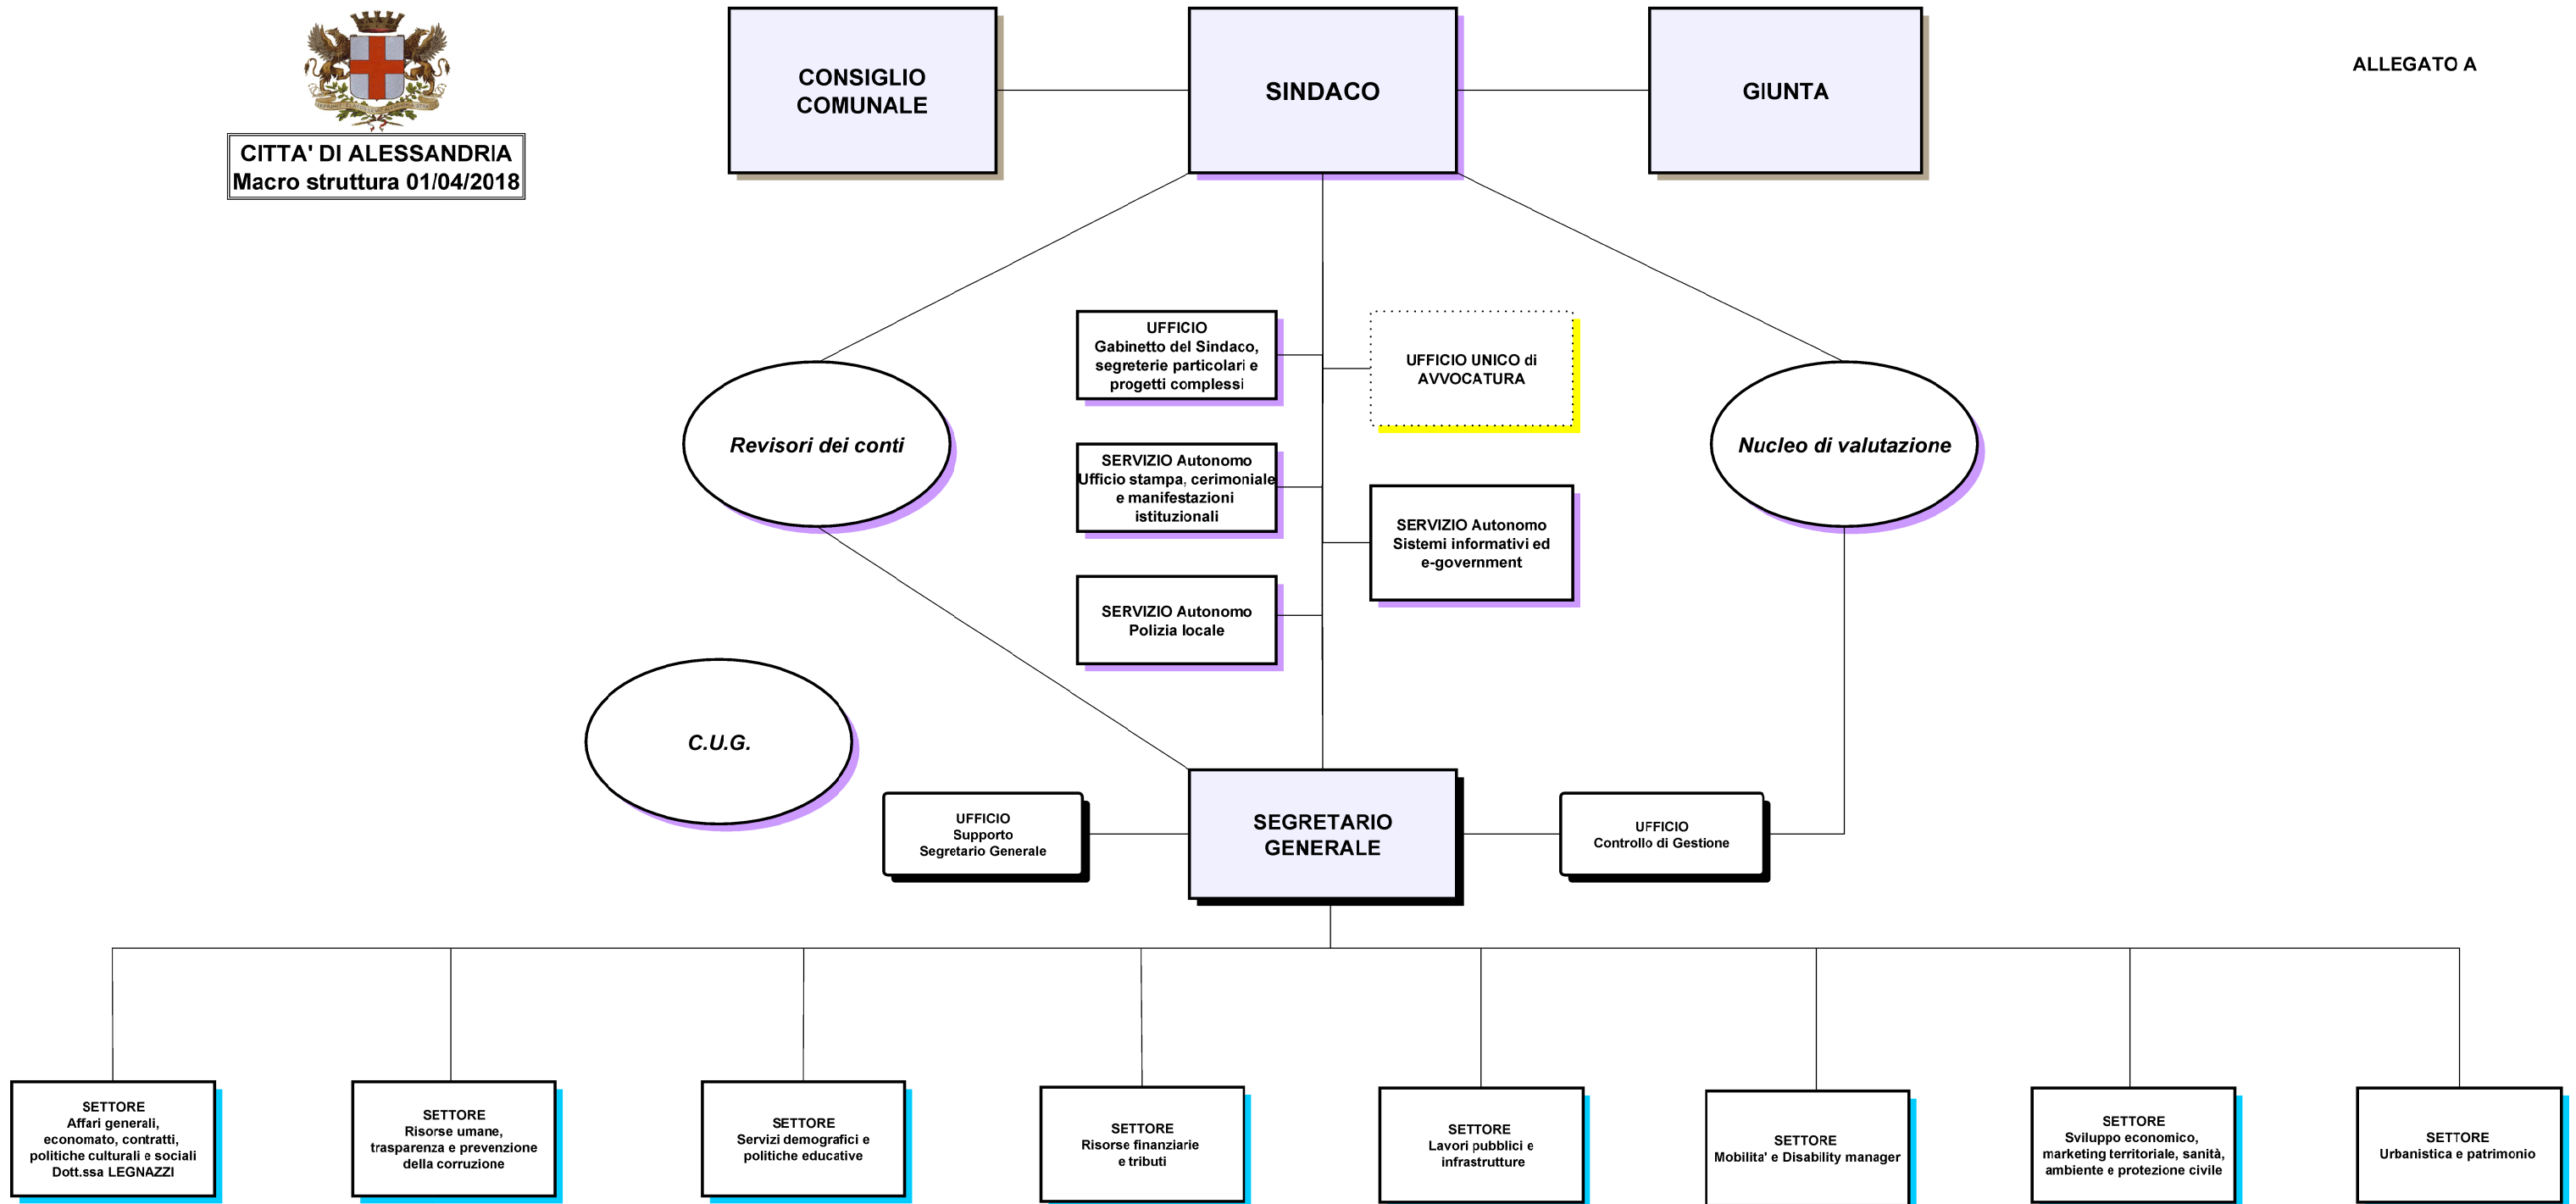 CITTA' DI ALESSANDRIA
Macro struttura 01/04/2018
CONSIGLIO
COMUNALE
SINDACO
GIUNTA
ALLEGATO A
UFFICIO
Gabinetto del Sindaco,
segreterie particolari e
progetti complessi
UFFICIO UNICO di
AVVOCATURA
Revisori dei conti
SERVIZIO Autonomo
Ufficio stampa, cerimoniale
e manifestazioni
istituzionali
Nucleo di valutazione
SERVIZIO Autonomo
Sistemi informativi ed
e-government
SERVIZIO Autonomo
Polizia locale
C.U.G.
UFFICIO
Supporto
Segretario Generale
SEGRETARIO
GENERALE
UFFICIO
Controllo di Gestione
SETTORE
Affari generali,
economato, contratti,
politiche culturali e sociali
Dott.ssa LEGNAZZI
SETTORE
Risorse umane,
trasparenza e prevenzione
della corruzione
SETTORE
Servizi demografici e
politiche educative
SETTORE
Risorse finanziarie
e tributi
SETTORE
Lavori pubblici e
infrastrutture
SETTORE
Mobilita' e Disability manager
SETTORE
Sviluppo economico,
marketing territoriale, sanità,
ambiente e protezione civile
SETTORE
Urbanistica e patrimonio